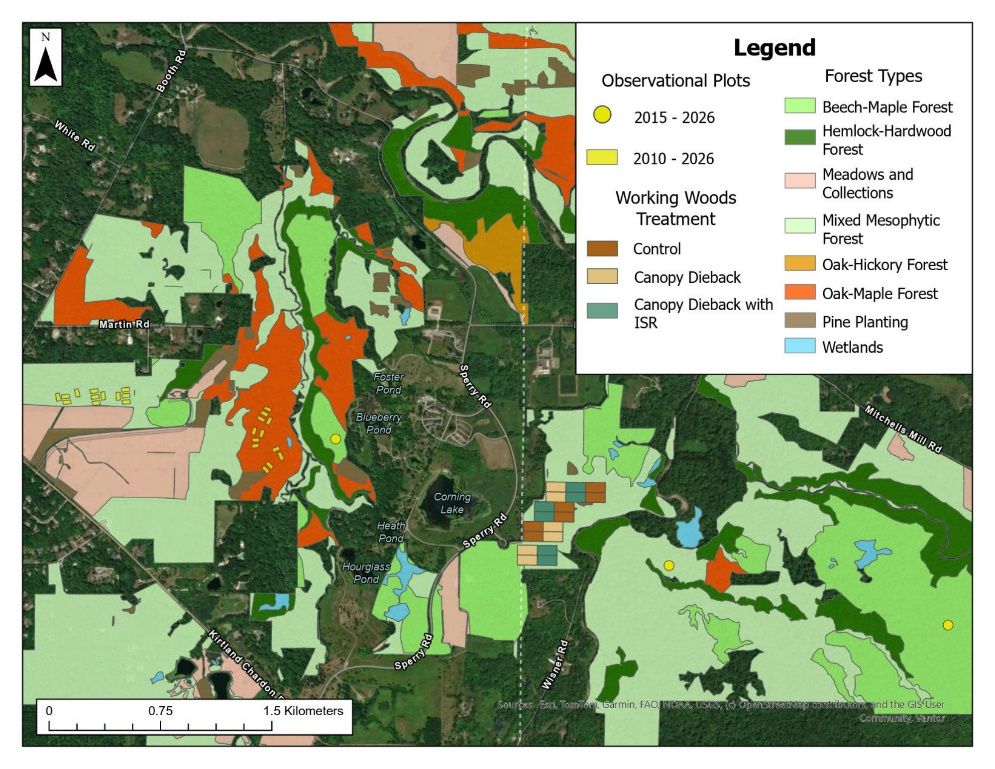 N
Booth Rd
White Rd
Martin Rd
Foster
Pond
Blueberry
Pond
Sperry Rd
Corning
Lake
Heath
Pond
Sperry Rd
Hourglass
Pond
Sperry Rd
Wisner Rd
Kirtland Chardon
Mitchells Mill Rd
Legend
Observational Plots
2015 - 2026
2010 - 2026
Working Woods
Treatment
Control
Canopy Dieback
Canopy Dieback with
ISR
Forest Types
Beech-Maple Forest
Hemlock-Hardwood
Forest
Meadows and
Collections
Mixed Mesophytic
Forest
Oak-Hickory Forest
Oak-Maple Forest
Pine Planting
Wetlands
0 0.75 1.5 Kilometers
Sources: Esri, TomTom, Garmin, FAO, NOAA, USGS, (c) OpenStreetMap contributors, and the GIS User
Community, Vantor